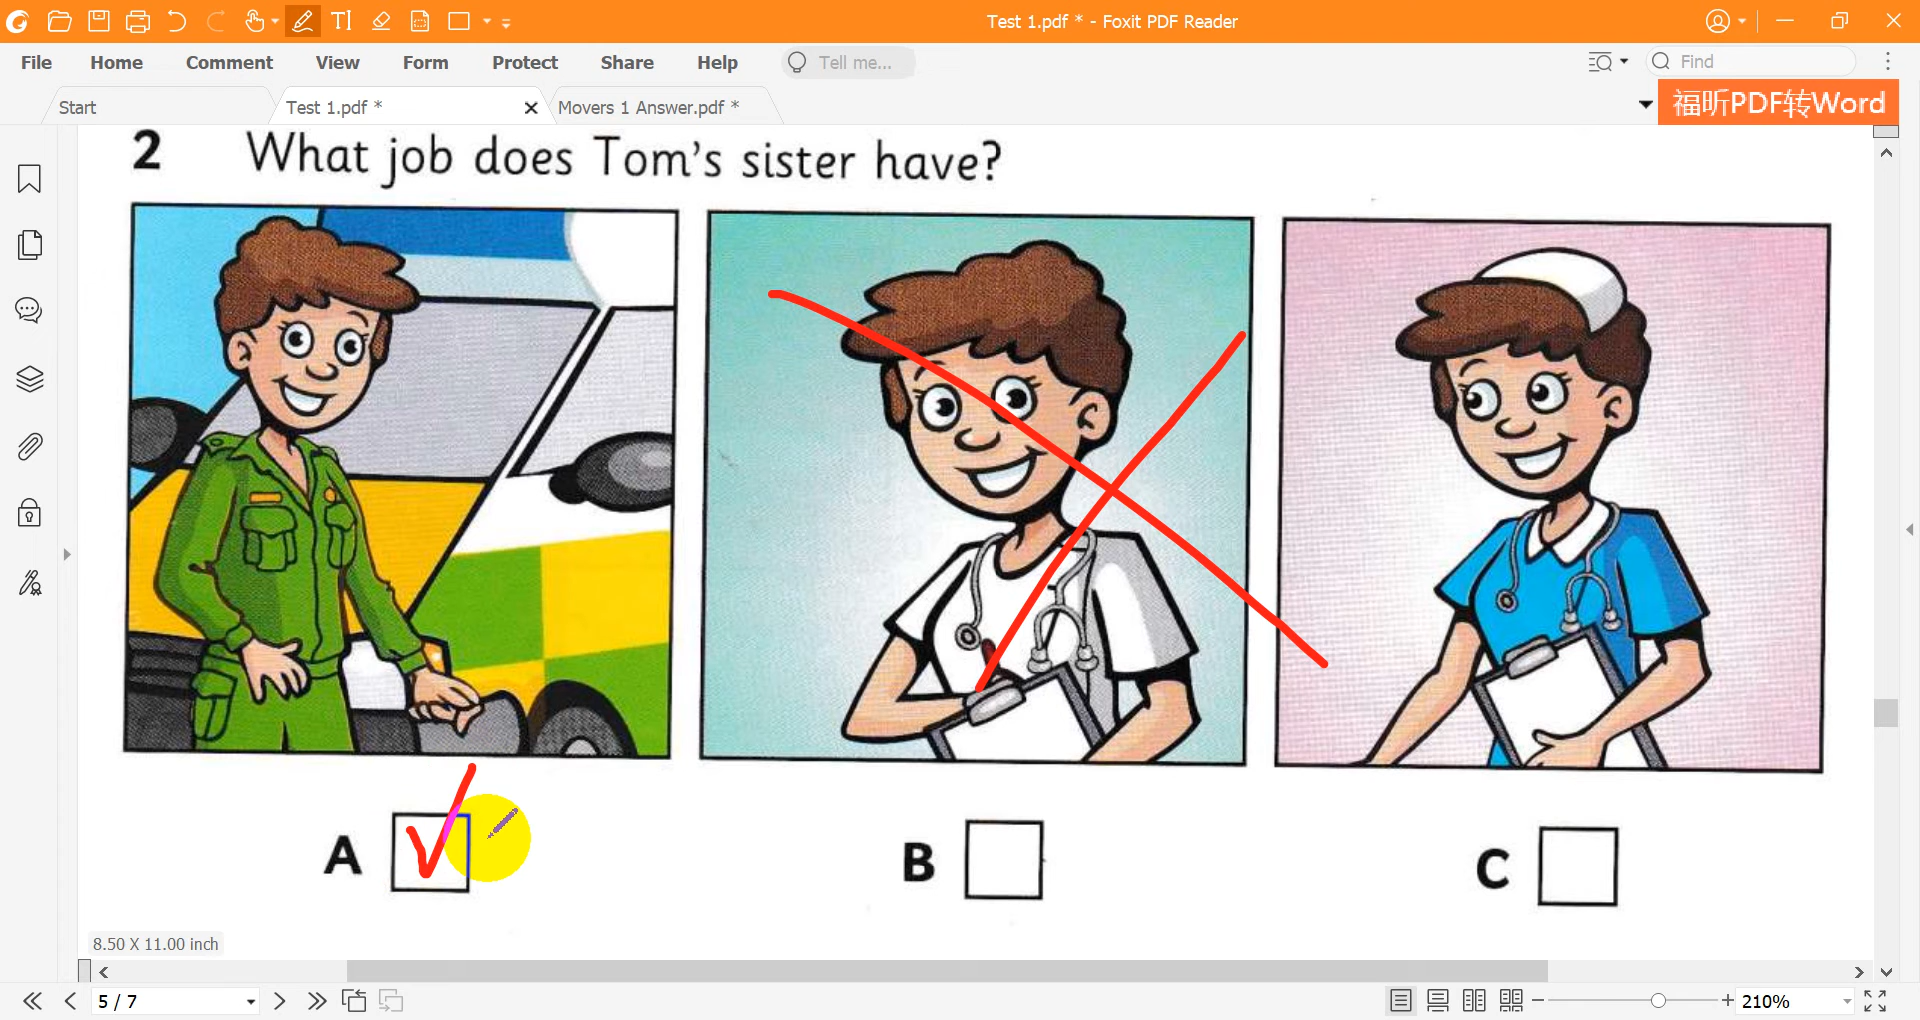 Test 1.pdf * - Foxit PDF Reader
File Home Comment View Form Protect Share Help Tell me... Find
Start Test 1.pdf * Movers 1 Answer.pdf * 福昕PDF转Word
2 What job does Tom's sister have?
A B C
8.50 X 11.00 inch
5 / 7 210%